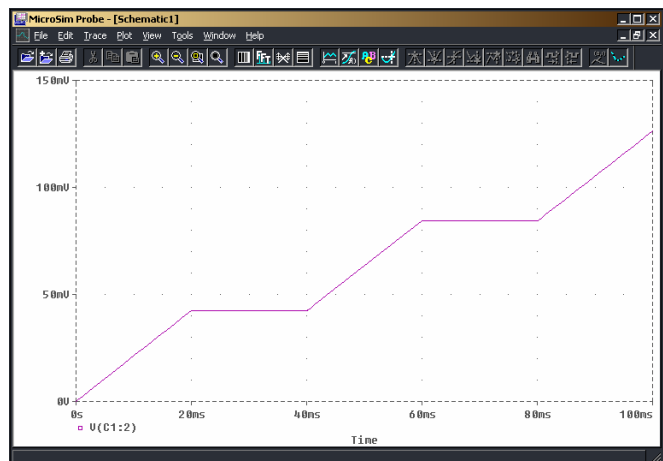 MicroSim Probe - [Schematic1]
File Edit Trace Plot View Tools Window Help
150mV
100mV
50mV
0V
0s 20ms 40ms 60ms 80ms 100ms
V(C1:2)
Time